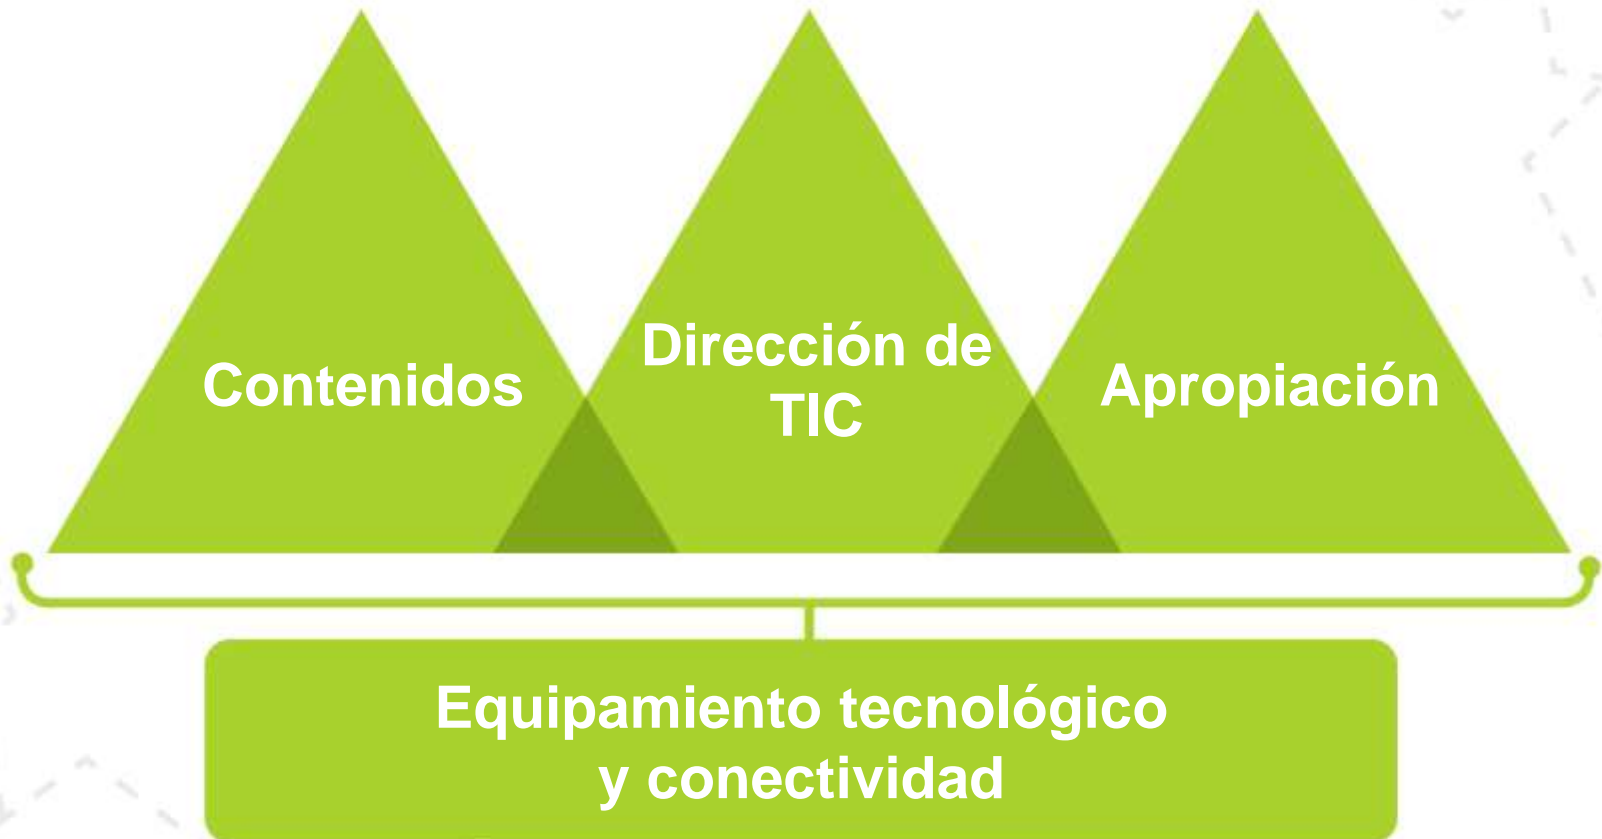 Contenidos
Dirección de
TIC
Apropiación
Equipamiento tecnológico
y conectividad